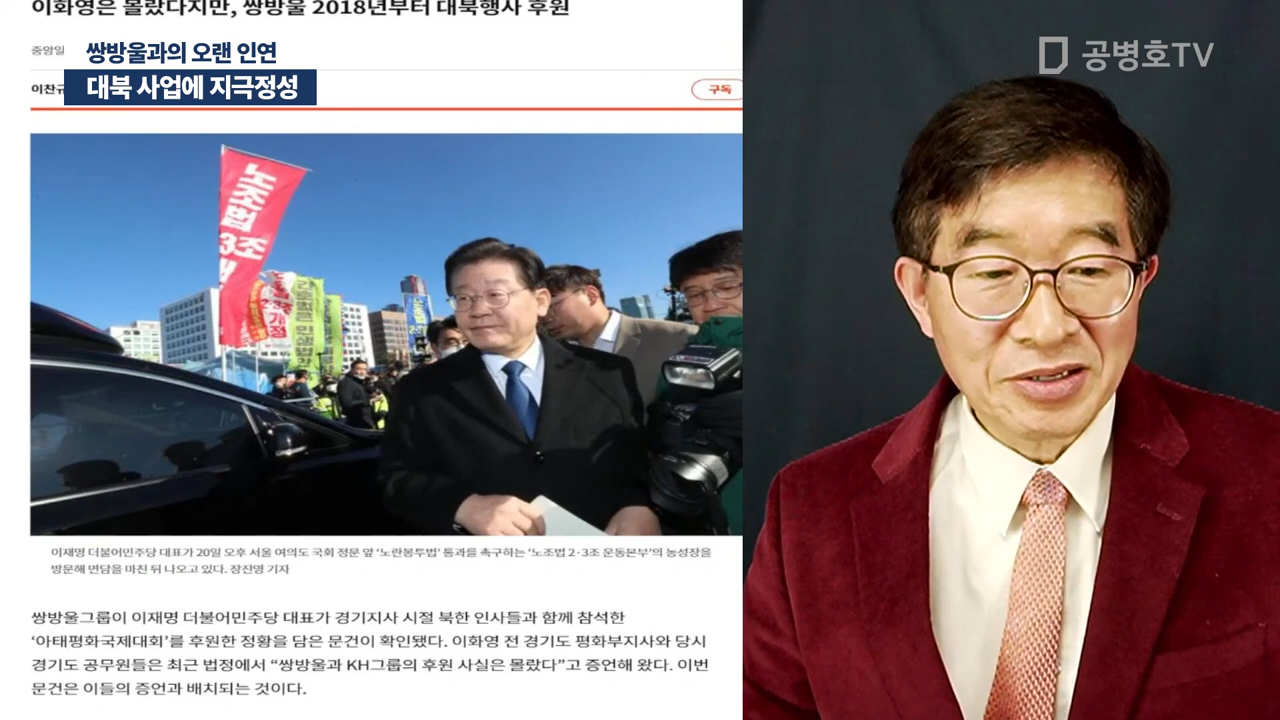 이화영은 몰랐다지만, 쌍방울 2018년부터 대북행사 후원
중앙일
쌍방울과의 오랜 인연
대북 사업에 지극정성
이찬규
구독
공병호TV
노조법
3조
이재명 더불어민주당 대표가 20일 오후 서울 여의도 국회 정문 앞 ‘노란봉투법’ 통과를 촉구하는 ‘노조법 2·3조 운동본부’의 농성장을
방문해 면담을 마친 뒤 나오고 있다. 장진영 기자
쌍방울그룹이 이재명 더불어민주당 대표가 경기지사 시절 북한 인사들과 함께 참석한
‘아태평화국제대회’를 후원한 정황을 담은 문건이 확인됐다. 이화영 전 경기도 평화부지사와 당시
경기도 공무원들은 최근 법정에서 “쌍방울과 KH그룹의 후원 사실은 몰랐다”고 증언해 왔다. 이번
문건은 이들의 증언과 배치되는 것이다.